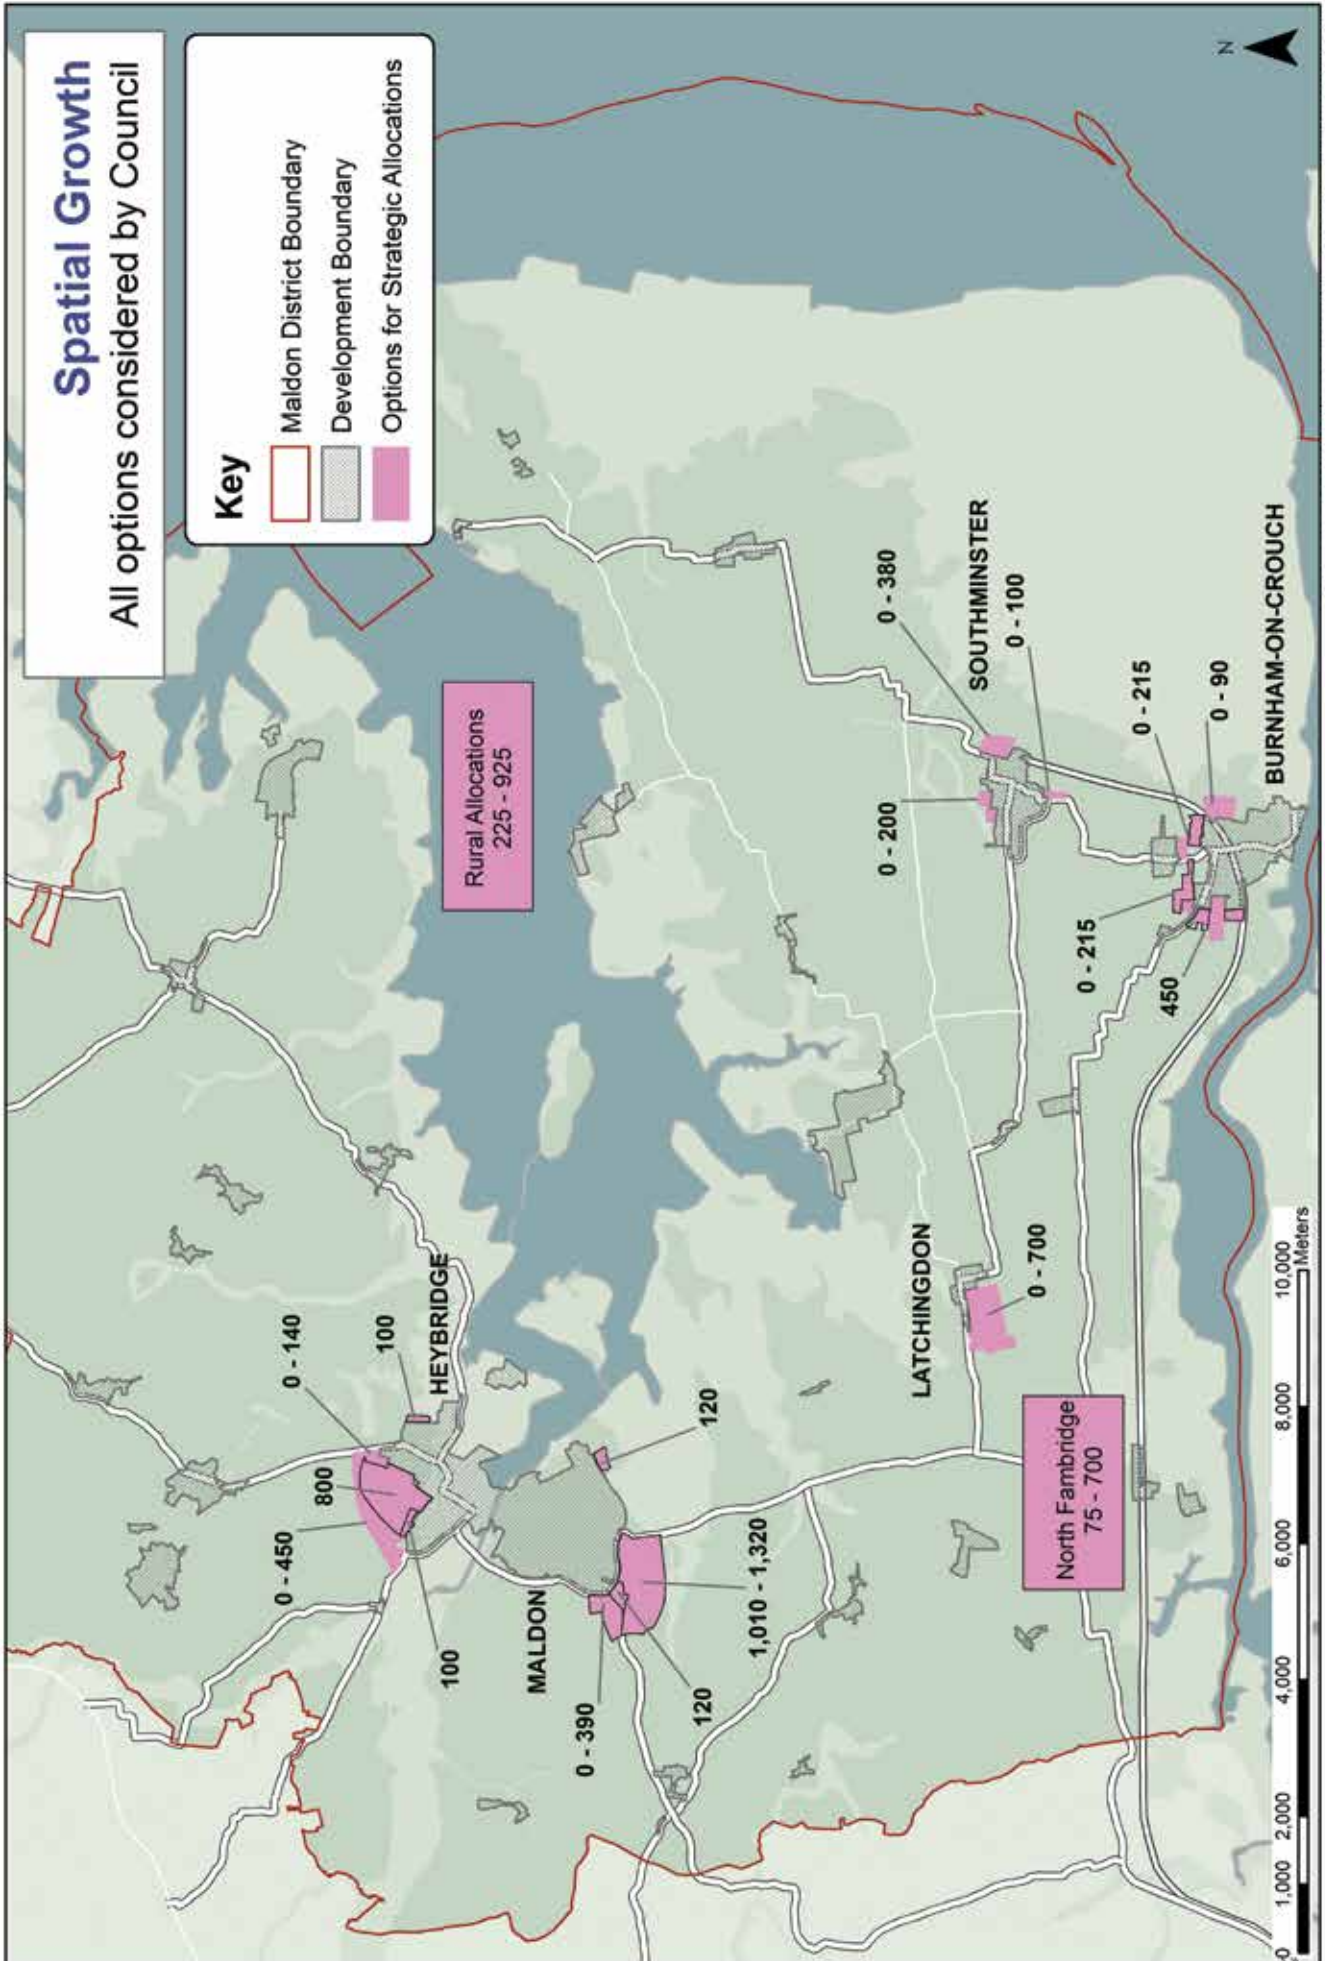 Spatial Growth
All options considered by Council
Key
Maldon District Boundary
Development Boundary
Options for Strategic Allocations
N
Rural Allocations
225 - 925
0 - 140
100
HEYBRIDGE
800
0 - 450
100
MALDON
120
0 - 390
120
1,010 - 1,320
LATCHINGDON
0 - 700
North Fambridge
75 - 700
0 - 380
SOUTHMINSTER
0 - 100
0 - 200
0 - 215
0 - 90
BURNHAM-ON-CROUCH
0 - 215
450
0 1,000 2,000 4,000 6,000 8,000 10,000
Meters